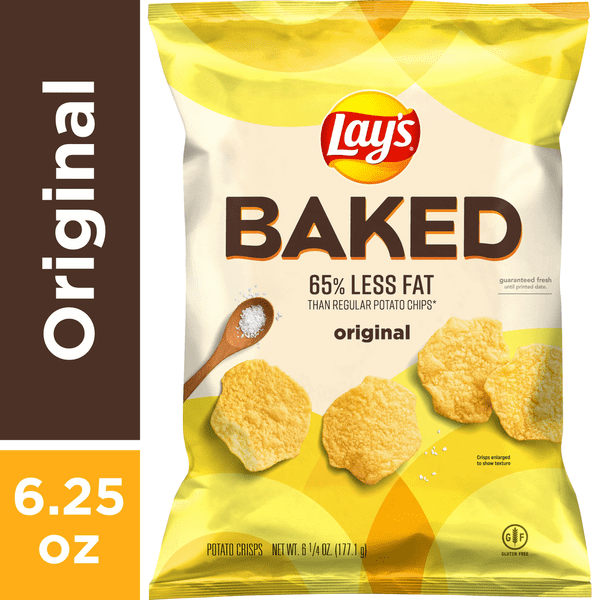 Original
6.25
oz
Lay's
BAKED
65% LESS FAT
THAN REGULAR POTATO CHIPS*
original
guaranteed fresh
until printed date.
Crisps enlarged
to show texture
POTATO CRISPS NET WT. 6 1/4 OZ. (177.1 g)
GF
GLUTEN FREE